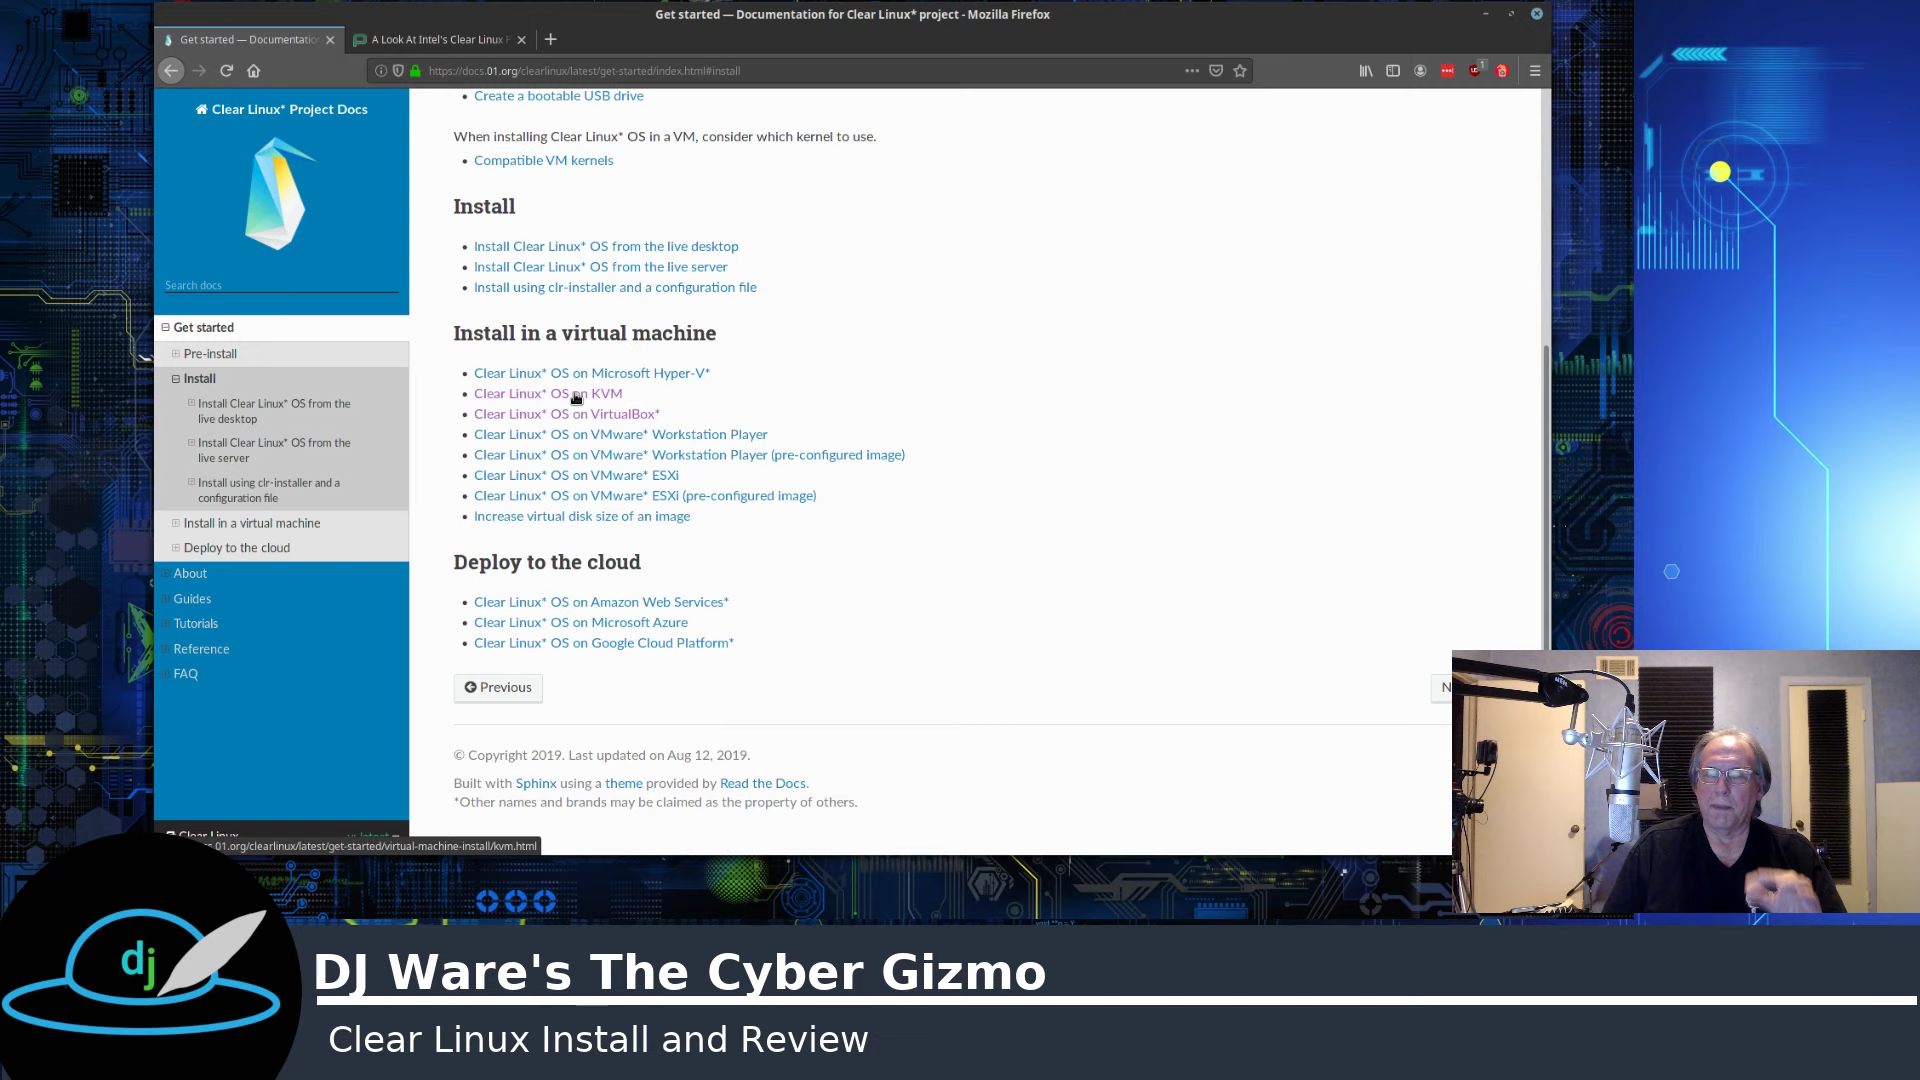 Get started — Documentation for Clear Linux* project - Mozilla Firefox
Get started — Documentatio
A Look At Intel's Clear Linux
https://docs.01.org/clearlinux/latest/get-started/index.html#install
1
Clear Linux* Project Docs
Search docs
Get started
Pre-install
Install
Install Clear Linux* OS from the
live desktop
Install Clear Linux* OS from the
live server
Install using clr-installer and a
configuration file
Install in a virtual machine
Deploy to the cloud
About
Guides
Tutorials
Reference
FAQ
Clear Linux
Create a bootable USB drive
When installing Clear Linux* OS in a VM, consider which kernel to use.
Compatible VM kernels
Install
Install Clear Linux* OS from the live desktop
Install Clear Linux* OS from the live server
Install using clr-installer and a configuration file
Install in a virtual machine
Clear Linux* OS on Microsoft Hyper-V*
Clear Linux* OS on KVM
Clear Linux* OS on VirtualBox*
Clear Linux* OS on VMware* Workstation Player
Clear Linux* OS on VMware* Workstation Player (pre-configured image)
Clear Linux* OS on VMware* ESXi
Clear Linux* OS on VMware* ESXi (pre-configured image)
Increase virtual disk size of an image
Deploy to the cloud
Clear Linux* OS on Amazon Web Services*
Clear Linux* OS on Microsoft Azure
Clear Linux* OS on Google Cloud Platform*
Previous
N
© Copyright 2019. Last updated on Aug 12, 2019.
Built with Sphinx using a theme provided by Read the Docs.
*Other names and brands may be claimed as the property of others.
01.org/clearlinux/latest/get-started/virtual-machine-install/kvm.html
dj
DJ Ware's The Cyber Gizmo
Clear Linux Install and Review